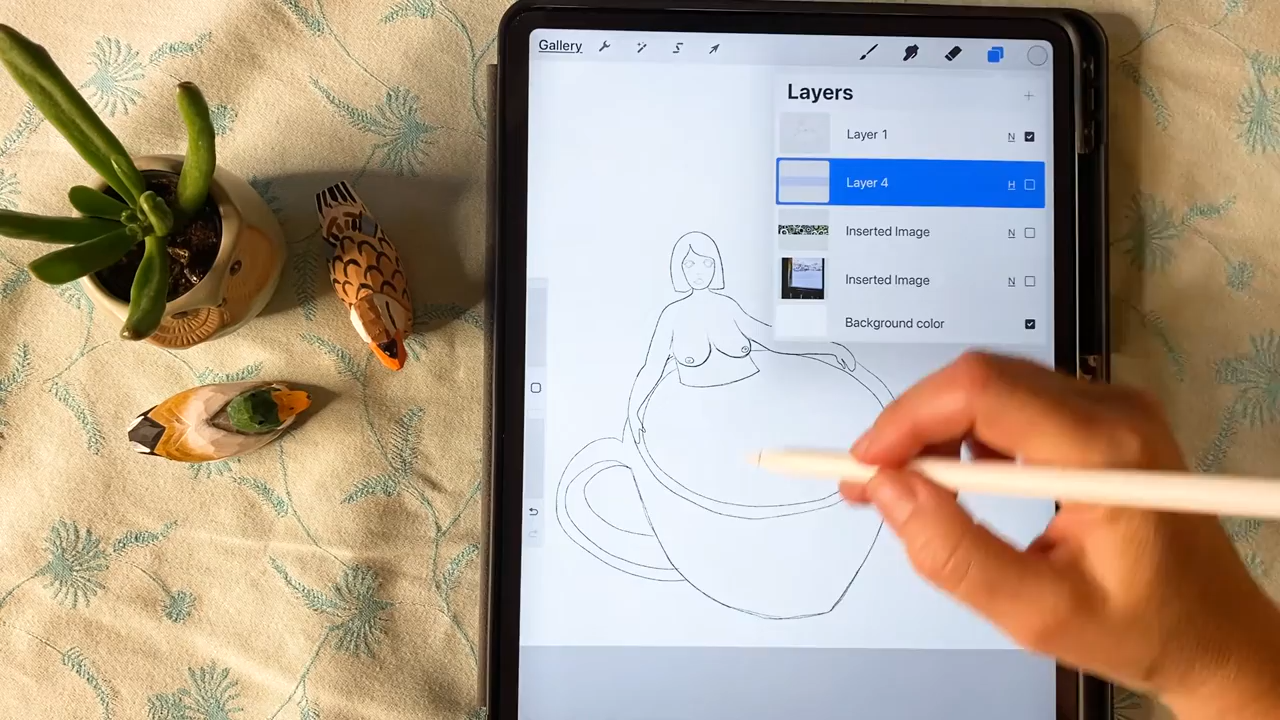 Gallery
Layers
Layer 1 N
Layer 4 H
Inserted Image N
Inserted Image N
Background color